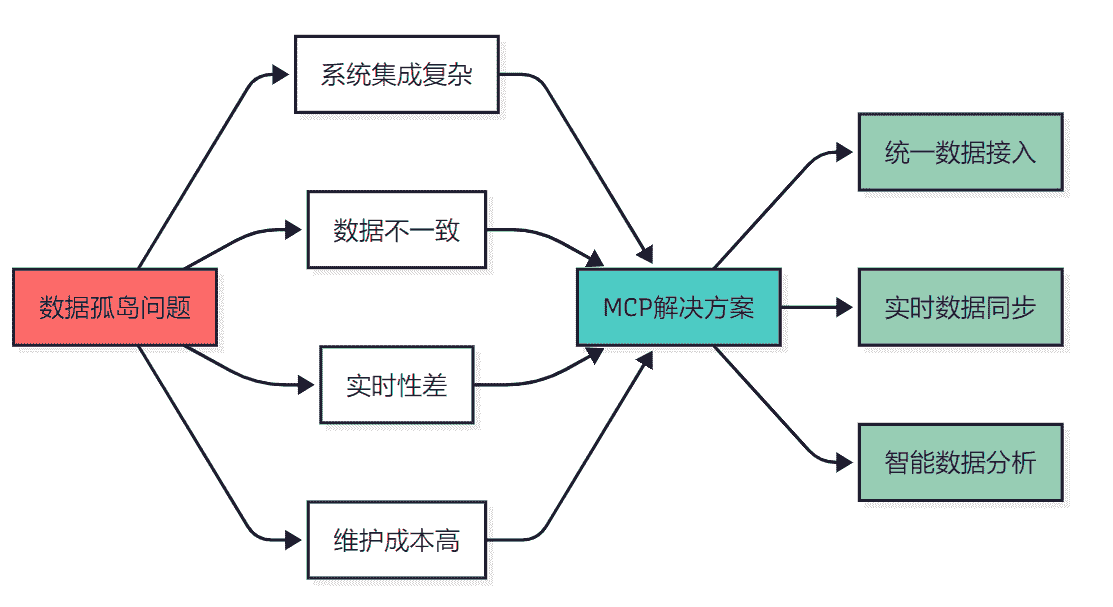 数据孤岛问题
系统集成复杂
数据不一致
实时性差
维护成本高
MCP解决方案
统一数据接入
实时数据同步
智能数据分析